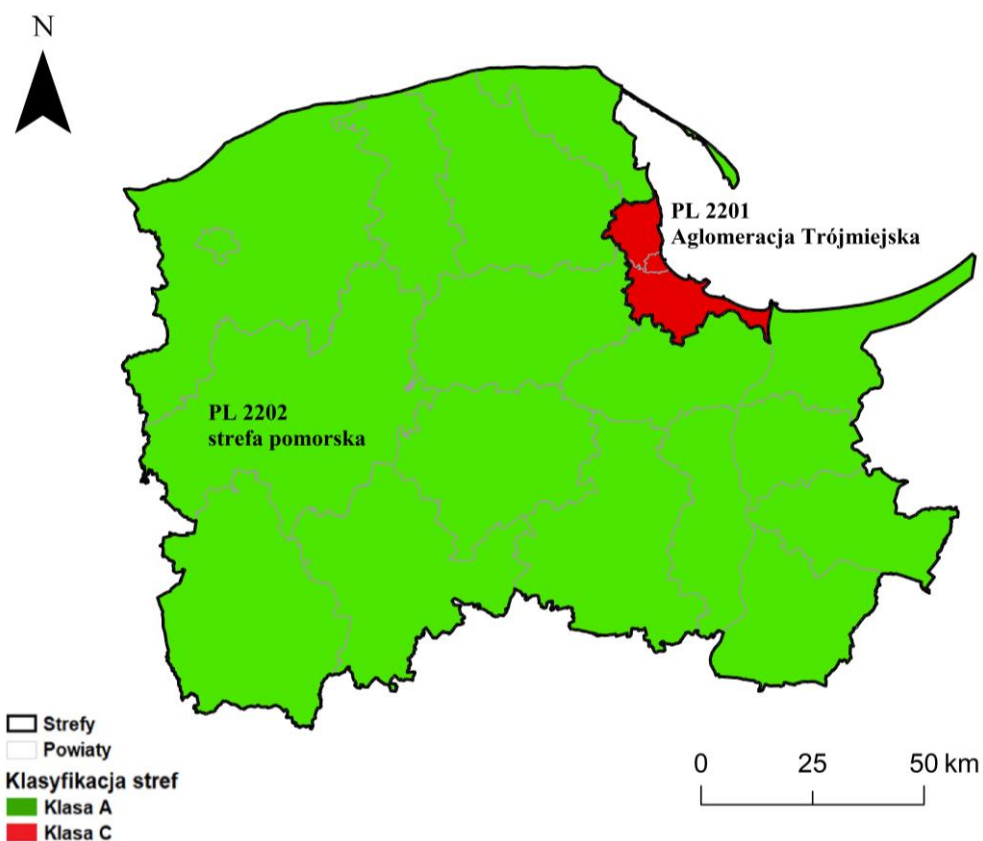 N
PL 2201
Aglomeracja Trójmiejska
PL 2202
strefa pomorska
Strefy
Powiaty
Klasyfikacja stref
Klasa A
Klasa C
0 25 50 km